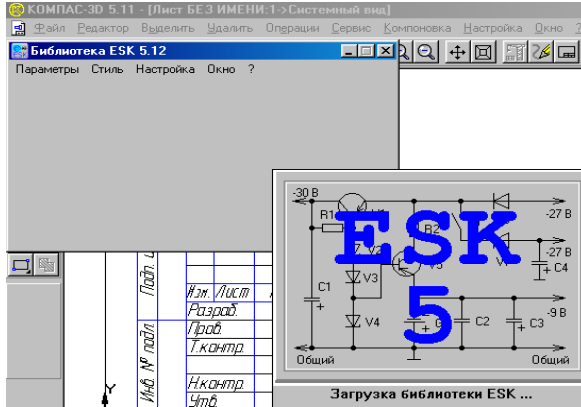 КОМПАС-3D 5.11 - [Лист БЕЗ ИМЕНИ:1->Системный вид]
Файл Редактор Выделить Удалить Операции Сервис Компоновка Настройка Окно ?
Библиотека ESK 5.12
Параметры Стиль Настройка Окно ?
-30 В
R1
-27 В
R2
ESK
-27 В
V3
V5
C4
C1
5
-9 В
V4
C2
C3
Общий
Общий
Загрузка библиотеки ESK ...
Подп.
Изм. Лист
Разраб.
Пров.
Т.контр.
Инв. № подл.
Н.контр.
Утв.
Y